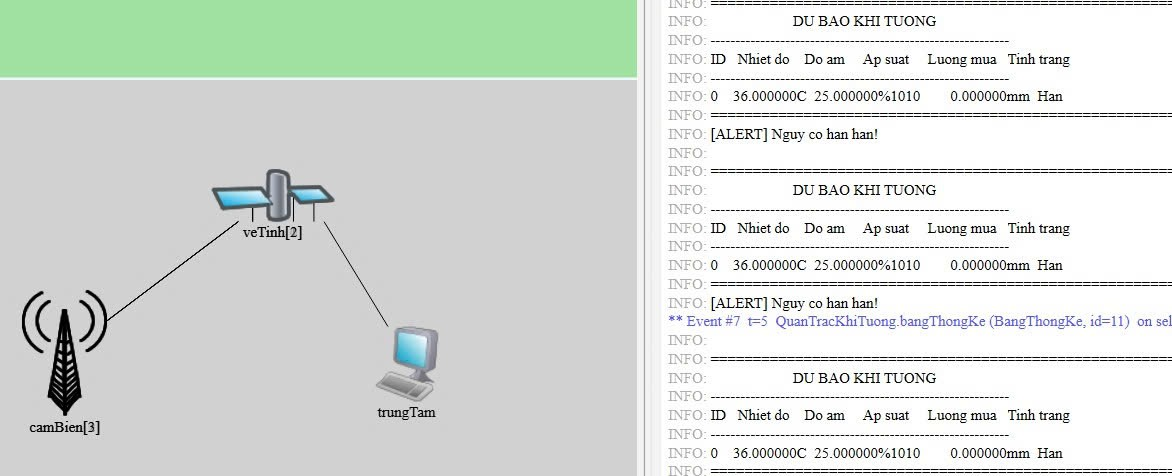 veTinh[2]
camBien[3]
trungTam
INFO: ==================================================
INFO: DU BAO KHI TUONG
INFO: --------------------------------------------------
INFO: ID Nhiet do Do am Ap suat Luong mua Tinh trang
INFO: --------------------------------------------------
INFO: 0 36.000000C 25.000000%1010 0.000000mm Han
INFO: ==================================================
INFO: [ALERT] Nguy co han han!
INFO:
INFO: ==================================================
INFO: DU BAO KHI TUONG
INFO: --------------------------------------------------
INFO: ID Nhiet do Do am Ap suat Luong mua Tinh trang
INFO: --------------------------------------------------
INFO: 0 36.000000C 25.000000%1010 0.000000mm Han
INFO: ==================================================
INFO: [ALERT] Nguy co han han!
** Event #7 t=5 QuanTracKhiTuong.bangThongKe (BangThongKe, id=11) on sel
INFO:
INFO: ==================================================
INFO: DU BAO KHI TUONG
INFO: --------------------------------------------------
INFO: ID Nhiet do Do am Ap suat Luong mua Tinh trang
INFO: --------------------------------------------------
INFO: 0 36.000000C 25.000000%1010 0.000000mm Han
INFO: ==================================================